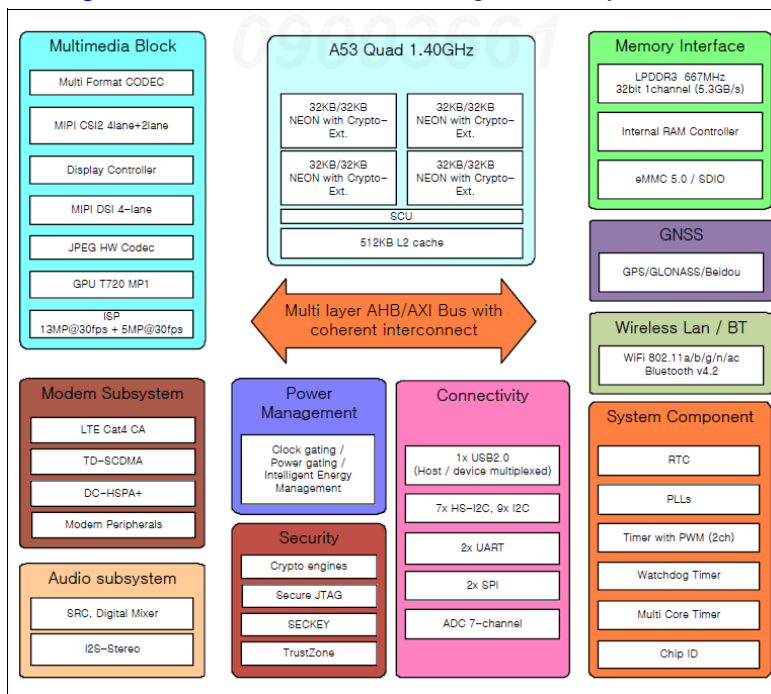 Multimedia Block
Multi Format CODEC
MIPI CSI2 4lane+2lane
Display Controller
MIPI DSI 4-lane
JPEG HW Codec
GPU T720 MP1
ISP
13MP@30fps + 5MP@30fps
A53 Quad 1.40GHz
32KB/32KB
NEON with Crypto-
Ext.
32KB/32KB
NEON with Crypto-
Ext.
32KB/32KB
NEON with Crypto-
Ext.
32KB/32KB
NEON with Crypto-
Ext.
SCU
512KB L2 cache
Memory Interface
LPDDR3 667MHz
32bit 1channel (5.3GB/s)
Internal RAM Controller
eMMC 5.0 / SDIO
GNSS
GPS/GLONASS/Beidou
Multi layer AHB/AXI Bus with
coherent interconnect
Wireless Lan / BT
WiFi 802.11a/b/g/n/ac
Bluetooth v4.2
Modem Subsystem
LTE Cat4 CA
TD-SCDMA
DC-HSPA+
Modem Peripherals
Power
Management
Clock gating /
Power gating /
Intelligent Energy
Management
Connectivity
1x USB2.0
(Host / device multiplexed)
7x HS-I2C, 9x I2C
2x UART
2x SPI
ADC 7-channel
System Component
RTC
PLLs
Timer with PWM (2ch)
Watchdog Timer
Multi Core Timer
Chip ID
Security
Crypto engines
Secure JTAG
SECKEY
TrustZone
Audio subsystem
SRC, Digital Mixer
I2S-Stereo